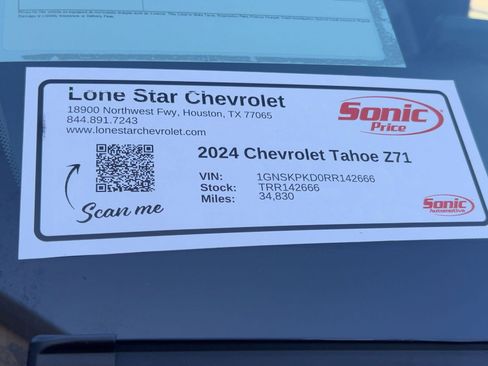 Lone Star Chevrolet
18900 Northwest Fwy, Houston, TX 77065
844.891.7243
www.lonestarchevrolet.com
Sonic
Price
2024 Chevrolet Tahoe Z71
VIN: 1GNSKPKD0RR142666
Stock: TRR142666
Miles: 34,830
Scan me
Sonic
Automotive